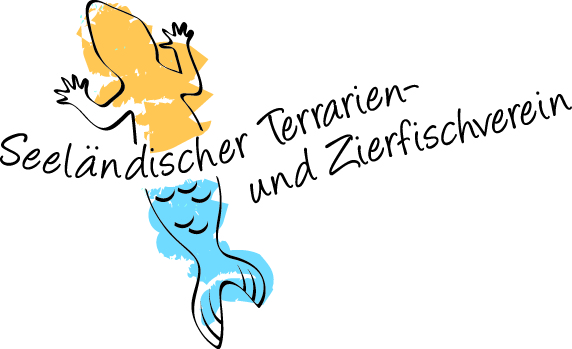 Seeländischer Terrarien-
und Zierfischverein